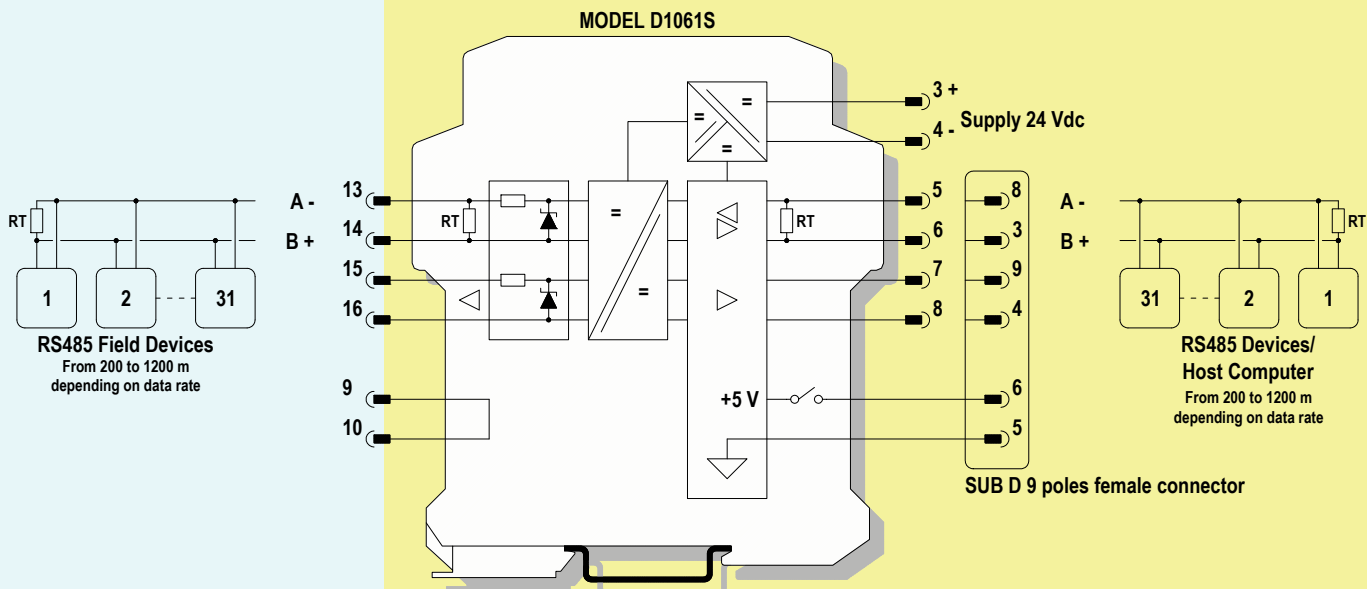 MODEL D1061S
3 +
Supply 24 Vdc
4 -
=
=
=
A -
13
5
8
A -
RT
RT
RT
RT
B +
14
=
6
3
B +
15
7
9
1
2
31
=
31
2
1
16
8
4
RS485 Field Devices
From 200 to 1200 m
depending on data rate
RS485 Devices/
Host Computer
From 200 to 1200 m
depending on data rate
9
+5 V
6
10
5
SUB D 9 poles female connector